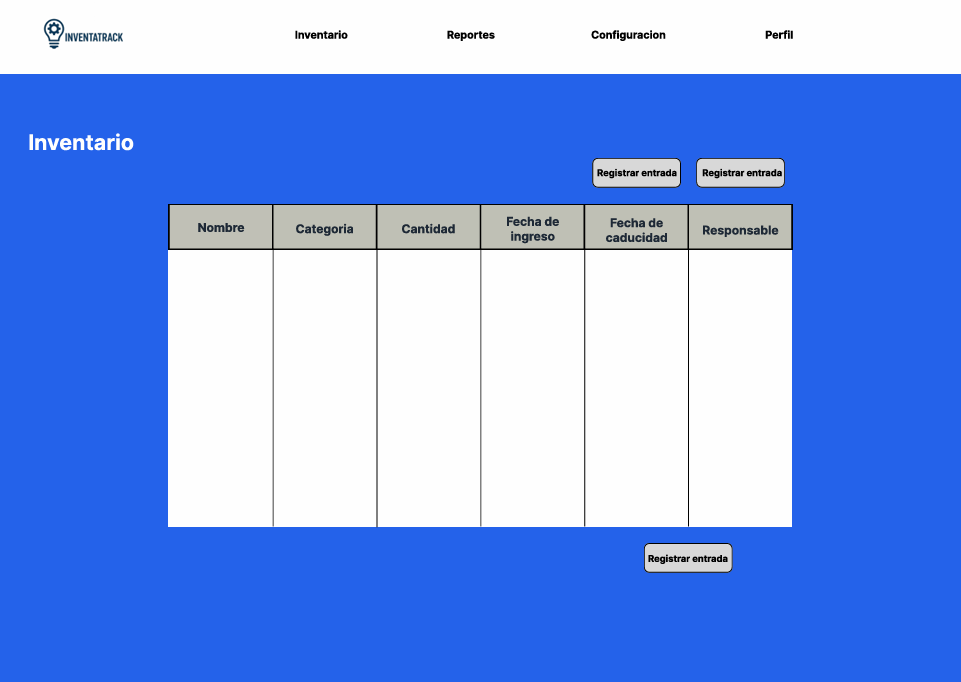 INVENTATRACK
Inventario
Reportes
Configuracion
Perfil
Inventario
Registrar entrada
Registrar entrada
Nombre
Categoria
Cantidad
Fecha de
ingreso
Fecha de
caducidad
Responsable
Registrar entrada